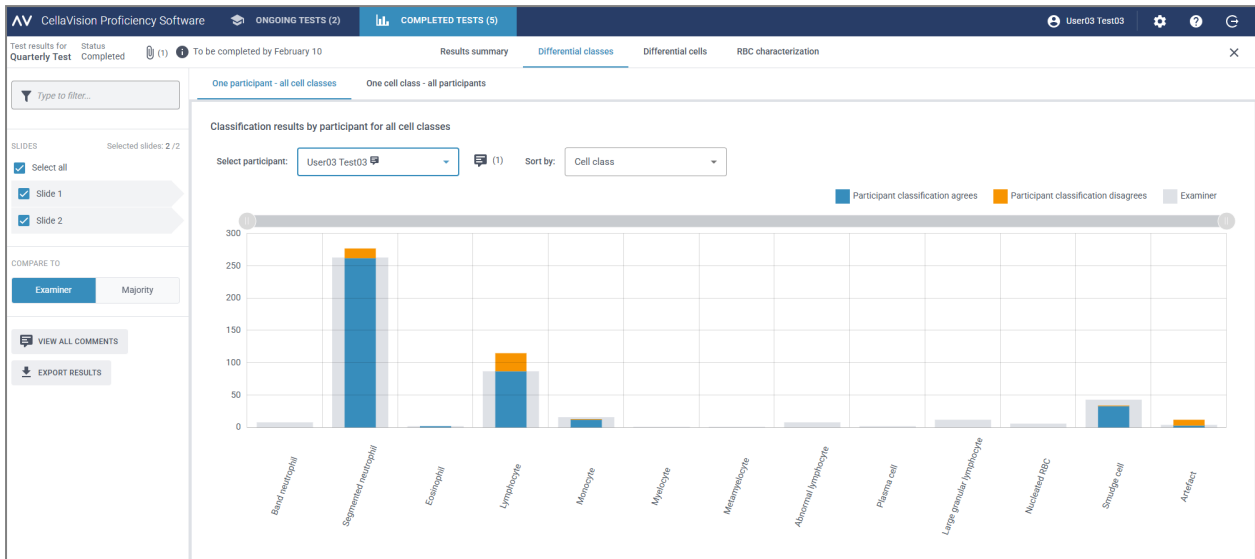 CellaVision Proficiency Software
ONGOING TESTS (2)
COMPLETED TESTS (5)
User03 Test03
Test results for
Quarterly Test
Status
Completed
(1)
To be completed by February 10
Results summary
Differential classes
Differential cells
RBC characterization
Type to filter...
One participant - all cell classes
One cell class - all participants
SLIDES
Selected slides: 2 /2
Select all
Slide 1
Slide 2
COMPARE TO
Examiner
Majority
VIEW ALL COMMENTS
EXPORT RESULTS
Classification results by participant for all cell classes
Select participant:
User03 Test03
(1)
Sort by:
Cell class
Participant classification agrees
Participant classification disagrees
Examiner
300
250
200
150
100
50
0
Band neutrophil
Segmented neutrophil
Eosinophil
Lymphocyte
Monocyte
Myelocyte
Metamyelocyte
Abnormal lymphocyte
Plasma cell
Large granular lymphocyte
Nucleated RBC
Smudge cell
Artefact